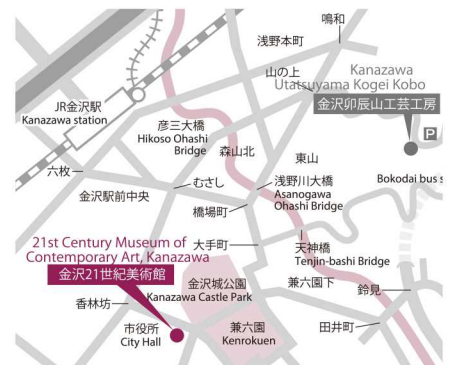 鳴和
浅野本町
山の上
Kanazawa
Utatsuyama Kogei Kobo
金沢卯辰山工芸工房
P
JR金沢駅
Kanazawa station
彦三大橋
Hikoso Ohashi
Bridge
森山北
東山
六枚
金沢駅前中央
むさし
浅野川大橋
Asanogawa
Ohashi Bridge
Bokodai bus s
橋場町
大手町
天神橋
Tenjin-bashi Bridge
21st Century Museum of
Contemporary Art, Kanazawa
金沢21世紀美術館
金沢城公園
Kanazawa Castle Park
兼六園下
鈴見
香林坊
市役所
City Hall
兼六園
Kenrokuen
田井町